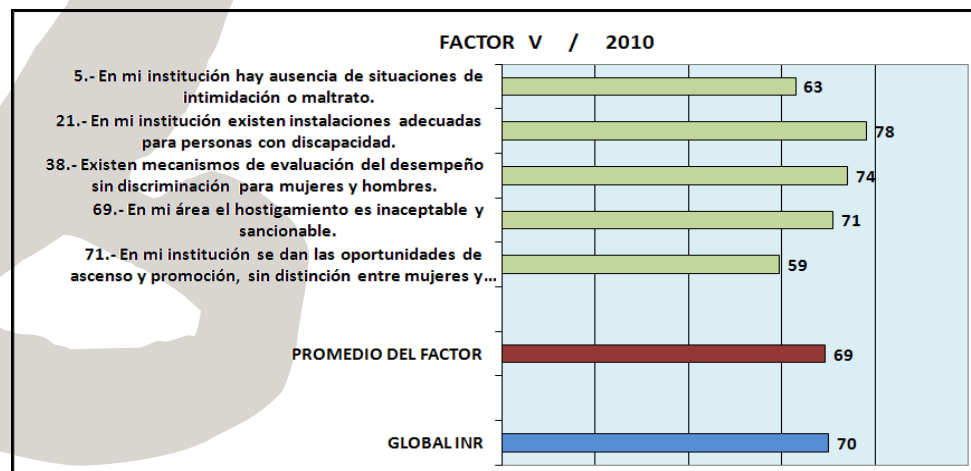 FACTOR V / 2010
5.- En mi institución hay ausencia de situaciones de
intimidación o maltrato.
63
21.- En mi institución existen instalaciones adecuadas
para personas con discapacidad.
78
38.- Existen mecanismos de evaluación del desempeño
sin discriminación para mujeres y hombres.
74
69.- En mi área el hostigamiento es inaceptable y
sancionable.
71
71.- En mi institución se dan las oportunidades de
ascenso y promoción, sin distinción entre mujeres y...
59
PROMEDIO DEL FACTOR
69
GLOBAL INR
70